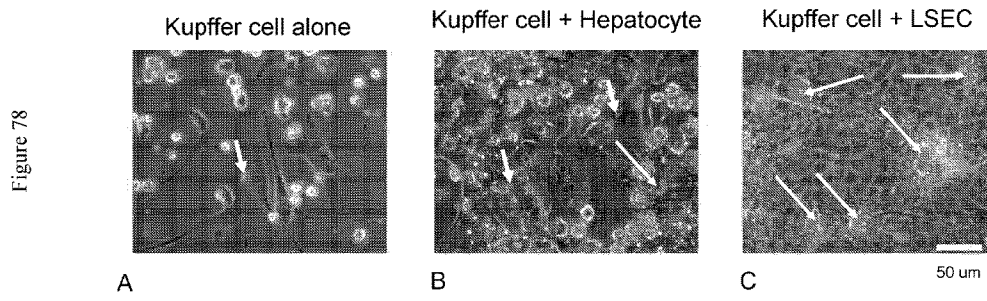 Figure 78
Kupffer cell alone
Kupffer cell + Hepatocyte
Kupffer cell + LSEC
A
B
C
50 um